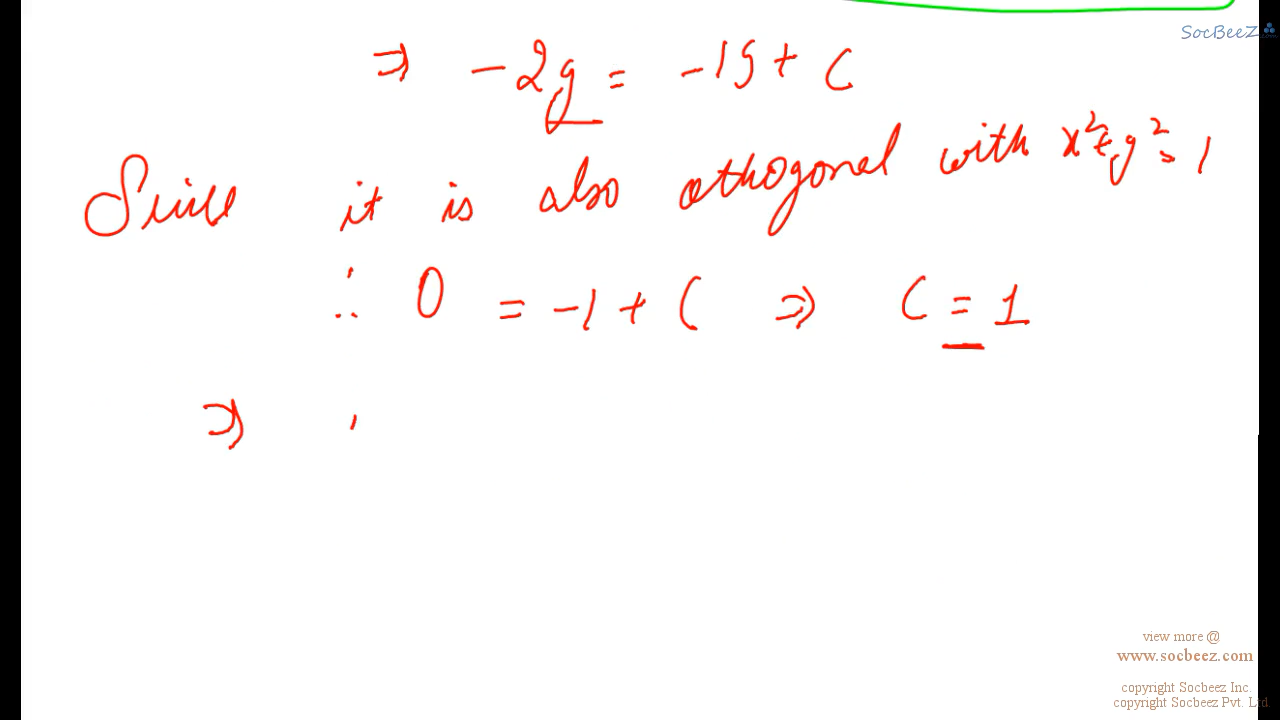 SocBeeZ.com
⇒ -2g = -15 + C
Since it is also othogonal with x²+y² = 1
∴ 0 = -1 + C ⇒ C = 1
⇒
view more @
www.socbeez.com
copyright Socbeez Inc.
copyright Socbeez Pvt. Ltd.